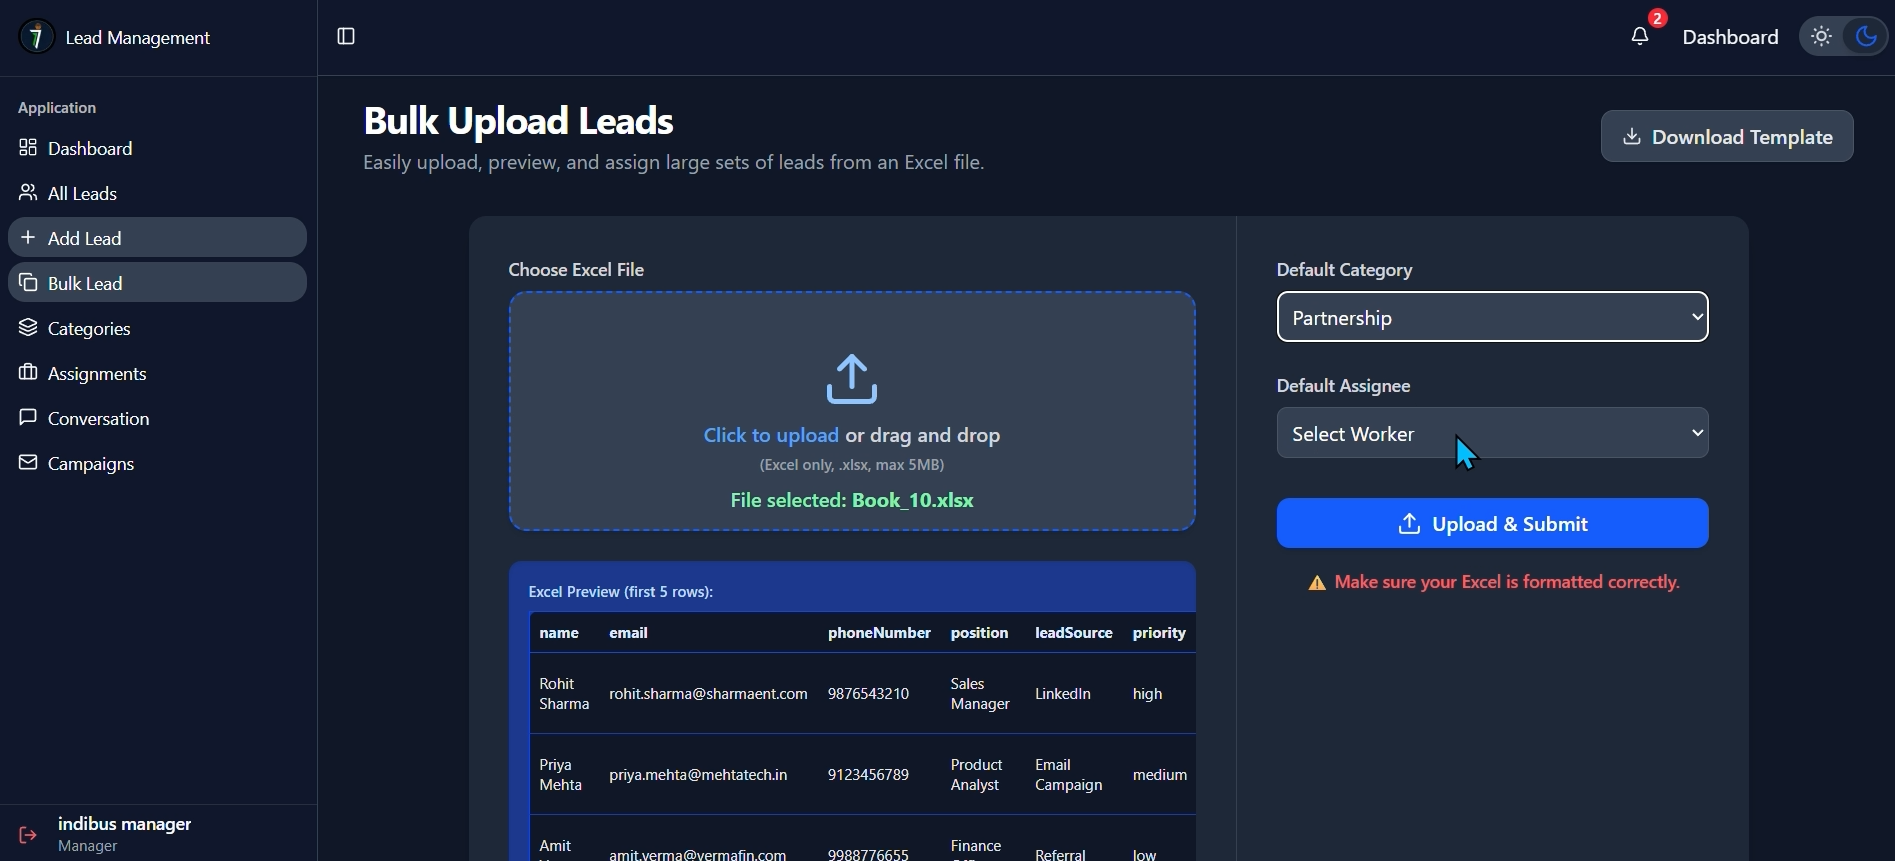 Lead Management
2
Dashboard
Application
Dashboard
All Leads
Add Lead
Bulk Lead
Categories
Assignments
Conversation
Campaigns
indibus manager
Manager
Bulk Upload Leads
Easily upload, preview, and assign large sets of leads from an Excel file.
Download Template
Choose Excel File
Click to upload or drag and drop
(Excel only, .xlsx, max 5MB)
File selected: Book_10.xlsx
Excel Preview (first 5 rows):
name email phoneNumber position leadSource priority
Rohit Sharma rohit.sharma@sharmaent.com 9876543210 Sales Manager LinkedIn high
Priya Mehta priya.mehta@mehtatech.in 9123456789 Product Analyst Email Campaign medium
Amit amit.verma@vermafin.com 9988776655 Finance Referral low
Default Category
Partnership
Default Assignee
Select Worker
Upload & Submit
Make sure your Excel is formatted correctly.